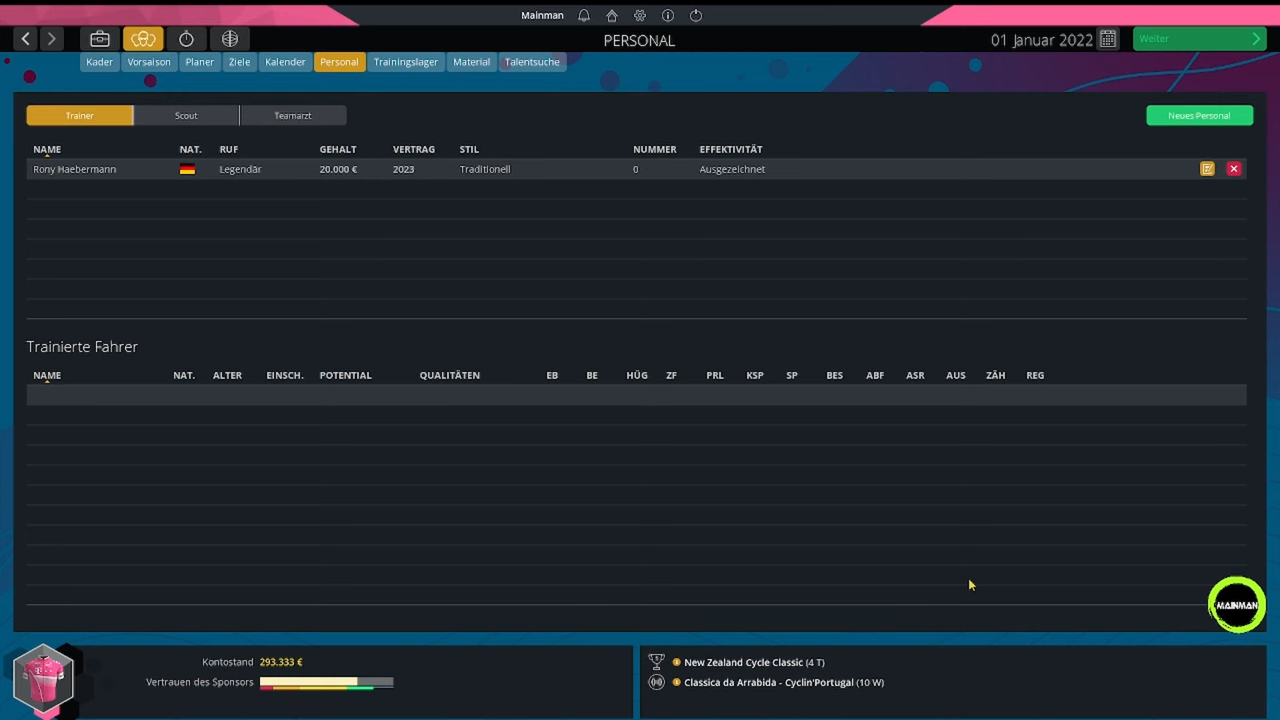 Mainman
PERSONAL
01 Januar 2022
Weiter
Kader Vorsaison Planer Ziele Kalender Personal Trainingslager Material Talentsuche
Trainer Scout Teamarzt Neues Personal
NAME NAT. RUF GEHALT VERTRAG STIL NUMMER EFFEKTIVITÄT
Rony Haebermann Legendär 20.000 € 2023 Traditionell 0 Ausgezeichnet
Trainierte Fahrer
NAME NAT. ALTER EINSCH. POTENTIAL QUALITÄTEN EB BE HÜG ZF PRL KSP SP BES ABF ASR AUS ZÄH REG
MAINMAN
Kontostand 293.333 €
Vertrauen des Sponsors
New Zealand Cycle Classic (4 T)
Classica da Arrabida - Cyclin'Portugal (10 W)